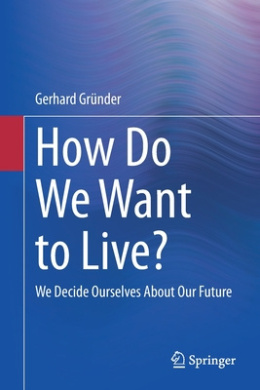 Gerhard Gründer
How Do
We Want
to Live?
We Decide Ourselves About Our Future
Springer